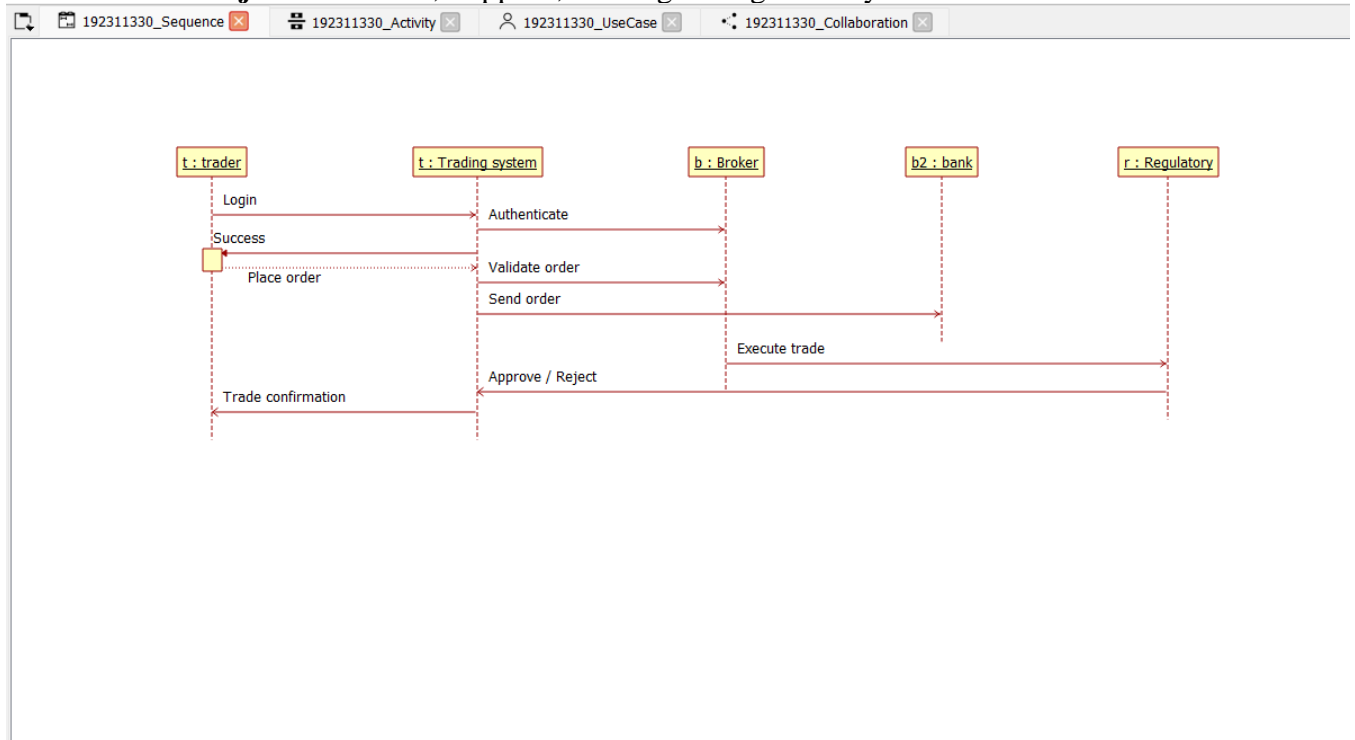 192311330_Sequence 192311330_Activity 192311330_UseCase 192311330_Collaboration
t : trader t : Trading system b : Broker b2 : bank r : Regulatory
Login
Authenticate
Success
Validate order
Place order
Send order
Execute trade
Approve / Reject
Trade confirmation